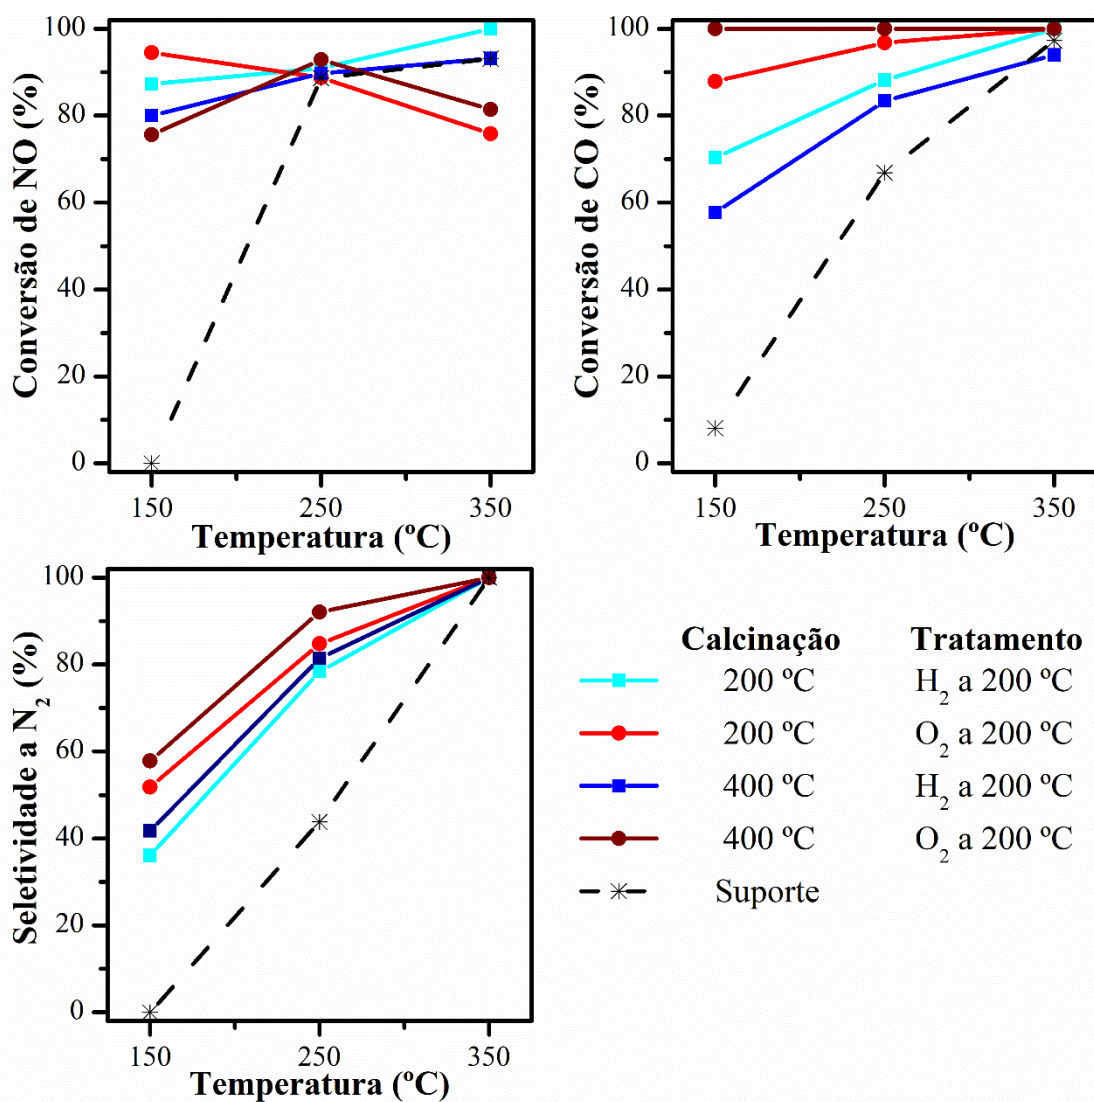 Conversão de NO (%)
100
80
60
40
20
0
150 250 350
Temperatura (ºC)
Conversão de CO (%)
100
80
60
40
20
0
150 250 350
Temperatura (ºC)
Seletividade a N2 (%)
100
80
60
40
20
0
150 250 350
Temperatura (ºC)
Calcinação Tratamento
200 ºC H2 a 200 ºC
200 ºC O2 a 200 ºC
400 ºC H2 a 200 ºC
400 ºC O2 a 200 ºC
Suporte